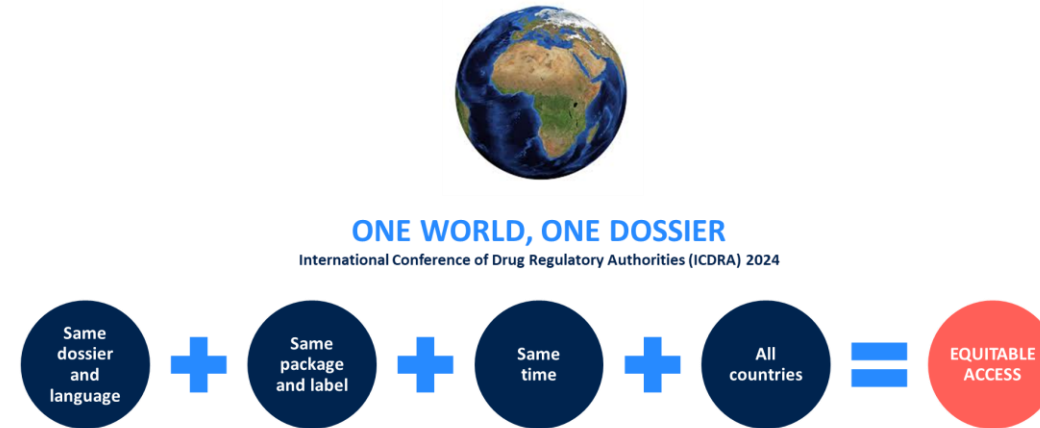 ONE WORLD, ONE DOSSIER
International Conference of Drug Regulatory Authorities (ICDRA) 2024
Same
dossier
and
language
Same
package
and label
Same
time
All
countries
EQUITABLE
ACCESS